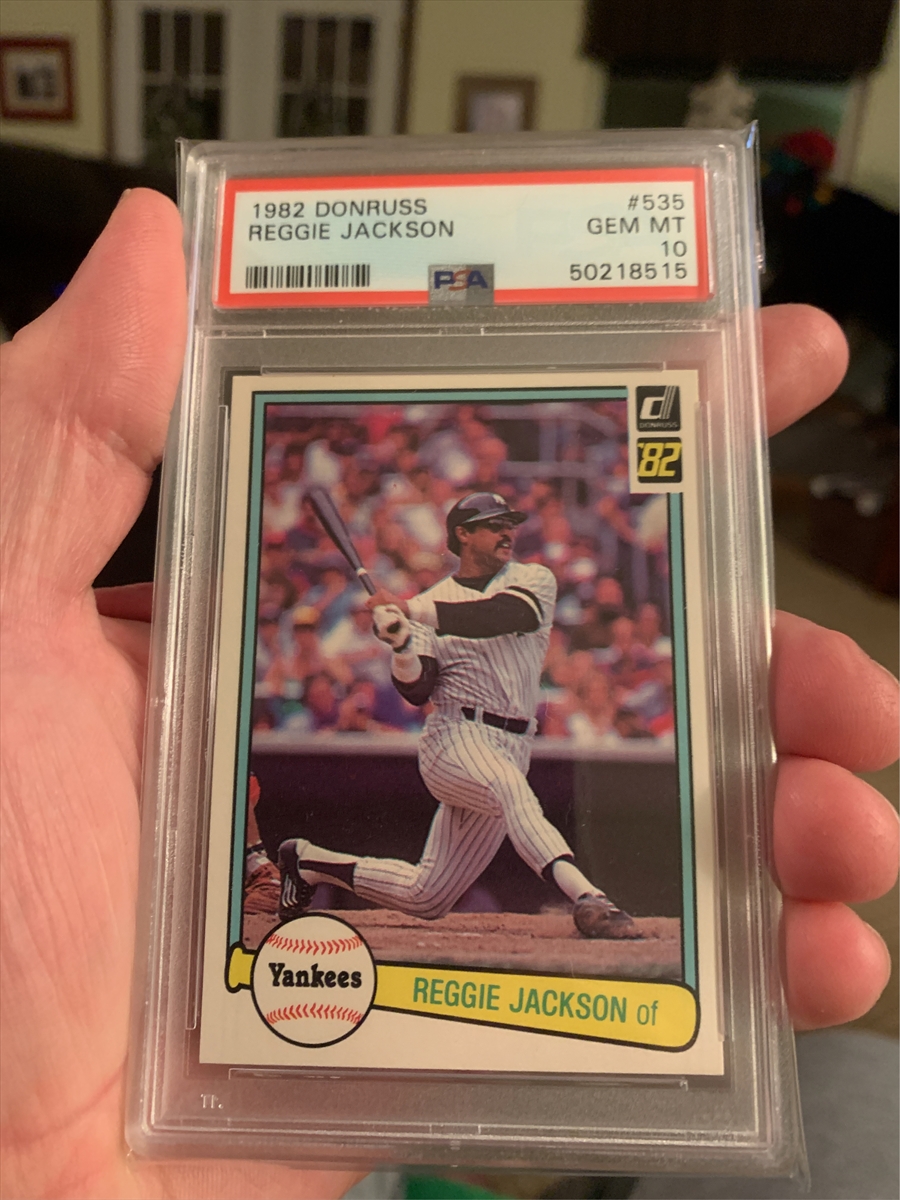 1982 DONRUSS #535
REGGIE JACKSON GEM MT
10
PSA 50218515
d
DONRUSS
'82
Yankees
REGGIE JACKSON of